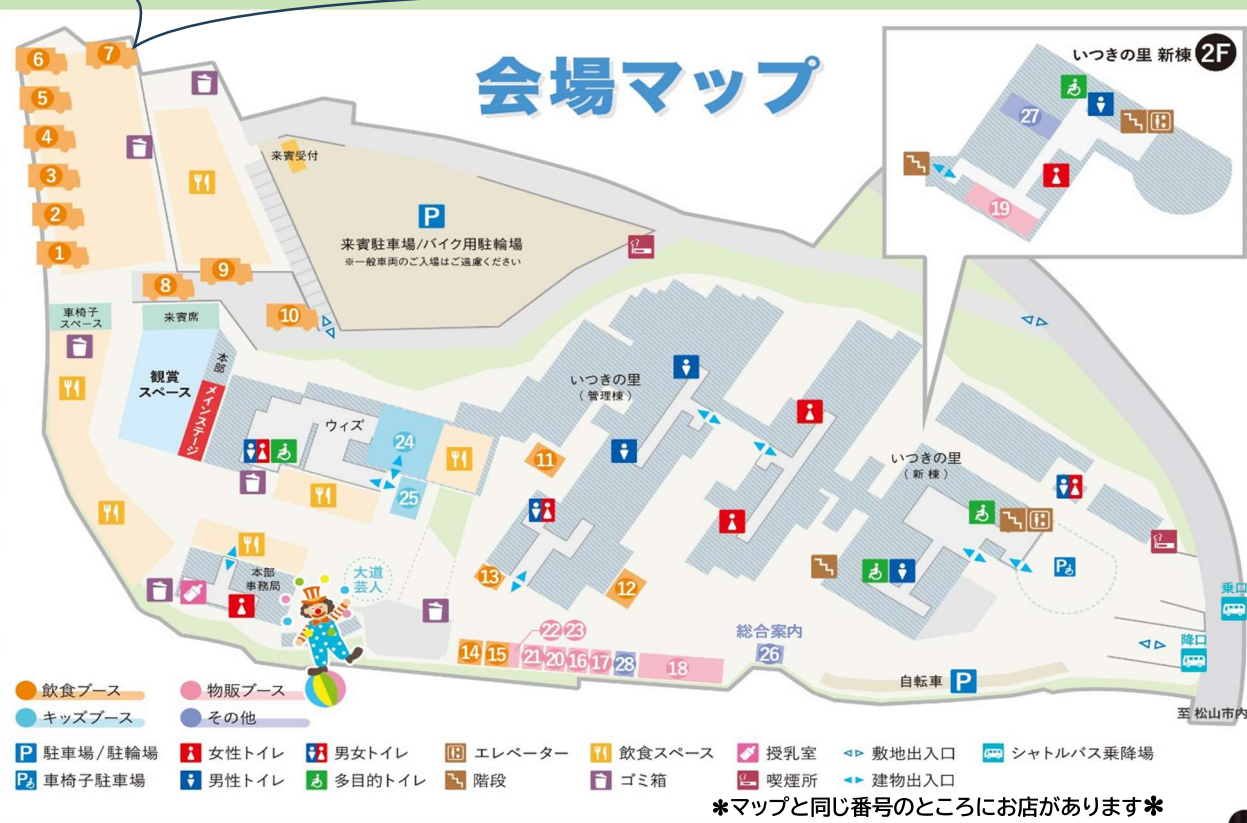 会場マップ
いつきの里 新棟 2F
27
19
7
6
5
4
3
2
1
来賓受付
P
来賓駐車場/バイク用駐輪場
※一般車両のご入場はご遠慮ください
9
8
10
車椅子
スペース
来賓席
本部
観賞
スペース
メインステージ
ウィズ
24
25
いつきの里
(管理棟)
11
いつきの里
(新棟)
13
12
本部
事務局
大道
芸人
P
乗口
降口
22 23
14 15 21 20 16 17 28 18
総合案内
26
自転車 P
至 松山市内
飲食ブース
物販ブース
キッズブース
その他
P 駐車場/駐輪場
女性トイレ
男女トイレ
エレベーター
飲食スペース
授乳室
敷地出入口
シャトルバス乗降場
P 車椅子駐車場
男性トイレ
多目的トイレ
階段
ゴミ箱
喫煙所
建物出入口
＊マップと同じ番号のところにお店があります＊